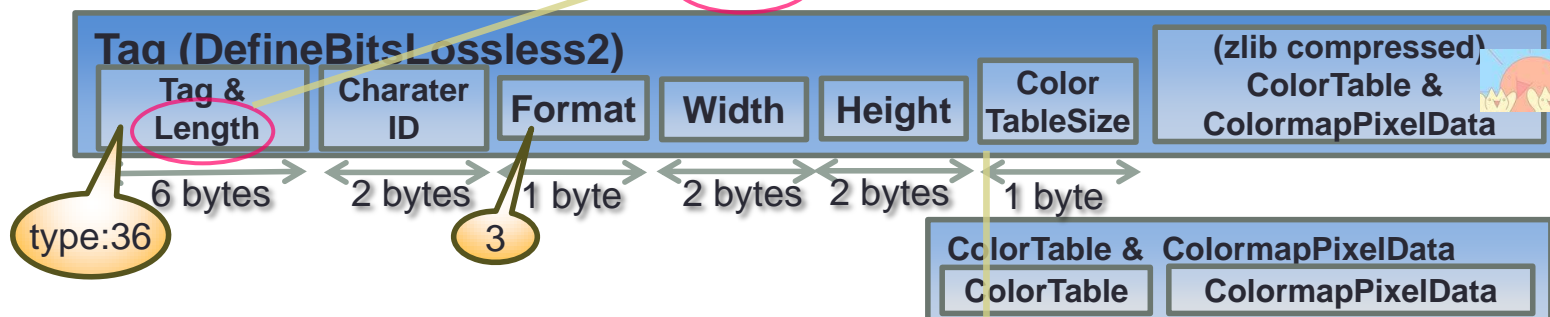 Tag (DefineBitsLossless2)
Tag &
Length
Charater
ID
Format
Width
Height
Color
TableSize
(zlib compressed)
ColorTable &
ColormapPixelData
6 bytes
2 bytes
1 byte
2 bytes
2 bytes
1 byte
type:36
3
ColorTable & ColormapPixelData
ColorTable
ColormapPixelData